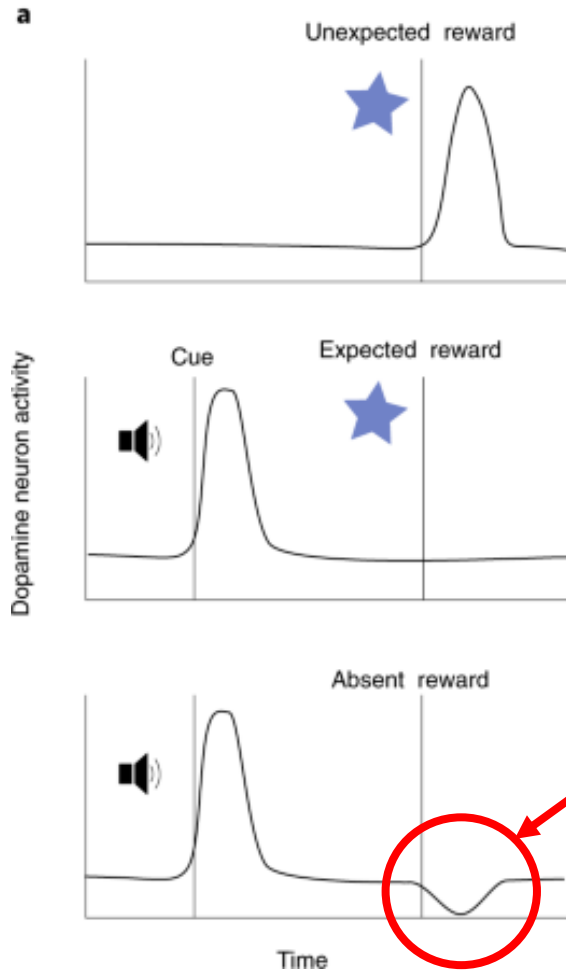 a
Unexpected reward
Cue
Expected reward
Dopamine neuron activity
Absent reward
Time